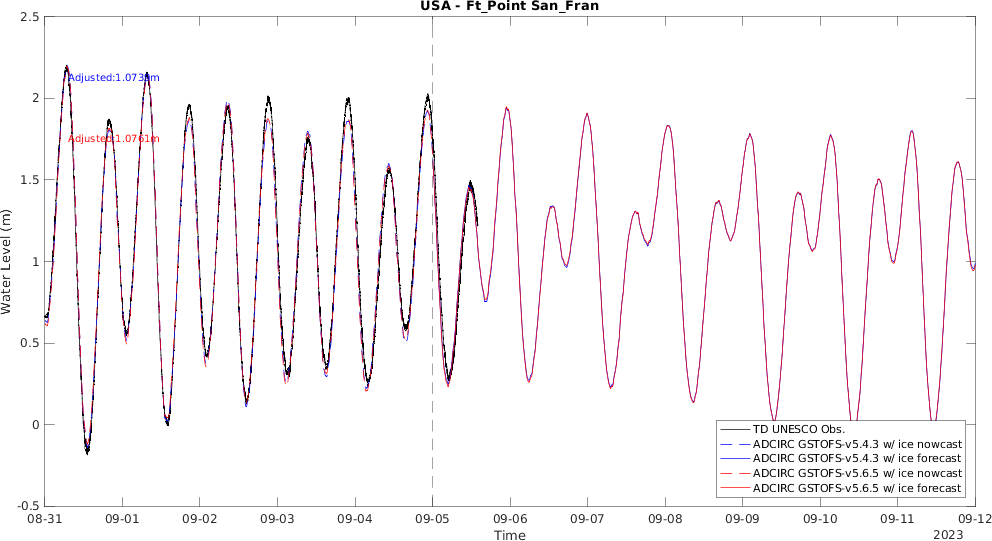 USA - Ft_Point San_Fran
2.5
2
1.5
1
0.5
0
-0.5
Water Level (m)
Adjusted:1.0739m
Adjusted:1.0761m
TD UNESCO Obs.
ADCIRC GSTOFS-v5.4.3 w/ ice nowcast
ADCIRC GSTOFS-v5.4.3 w/ ice forecast
ADCIRC GSTOFS-v5.6.5 w/ ice nowcast
ADCIRC GSTOFS-v5.6.5 w/ ice forecast
08-31 09-01 09-02 09-03 09-04 09-05 09-06 09-07 09-08 09-09 09-10 09-11 09-12
Time
2023